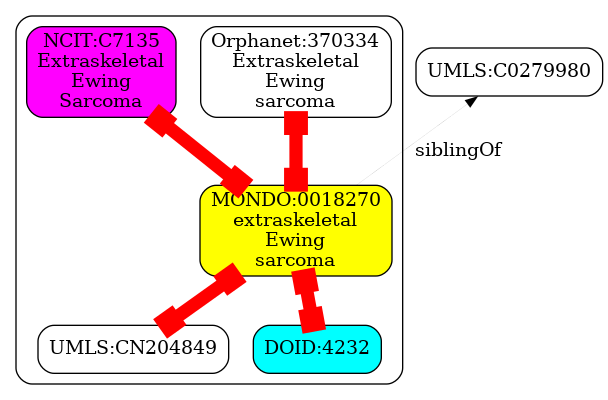 NCIT:C7135
Extraskeletal
Ewing
Sarcoma
Orphanet:370334
Extraskeletal
Ewing
sarcoma
UMLS:C0279980
siblingOf
MONDO:0018270
extraskeletal
Ewing
sarcoma
UMLS:CN204849
DOID:4232